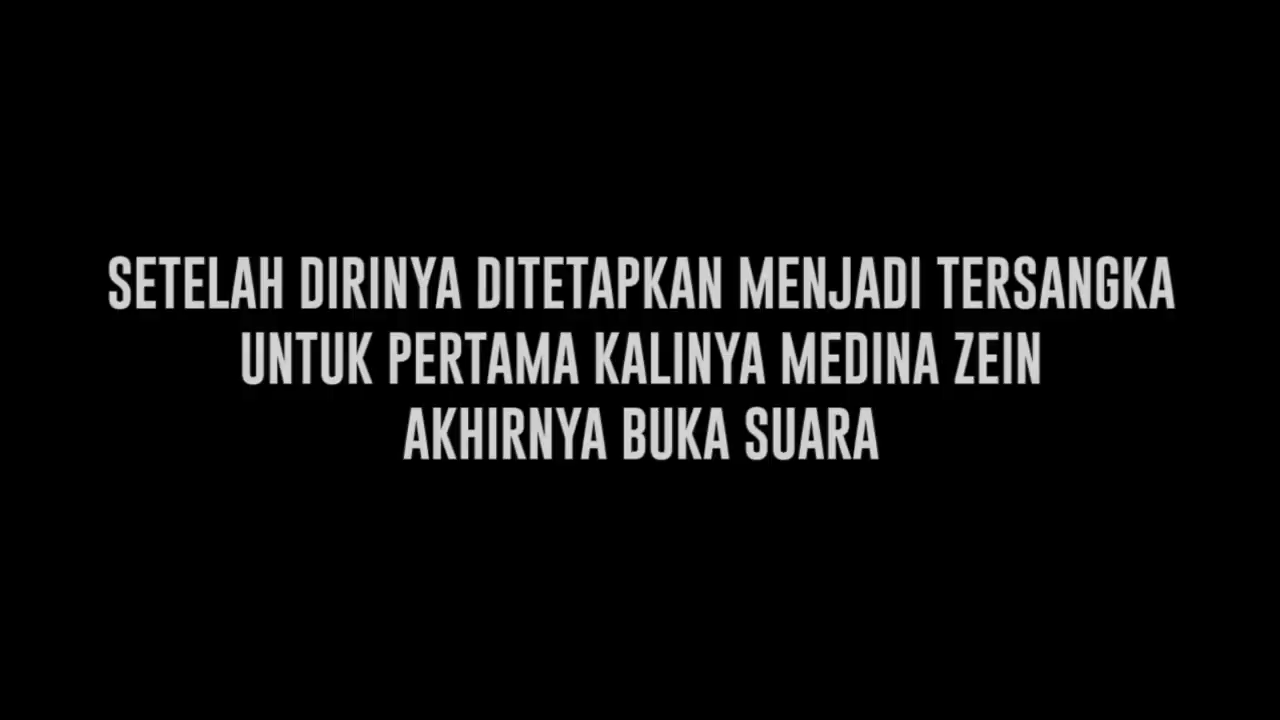 SETELAH DIRINYA DITETAPKAN MENJADI TERSANGKA
UNTUK PERTAMA KALINYA MEDINA ZEIN
AKHIRNYA BUKA SUARA